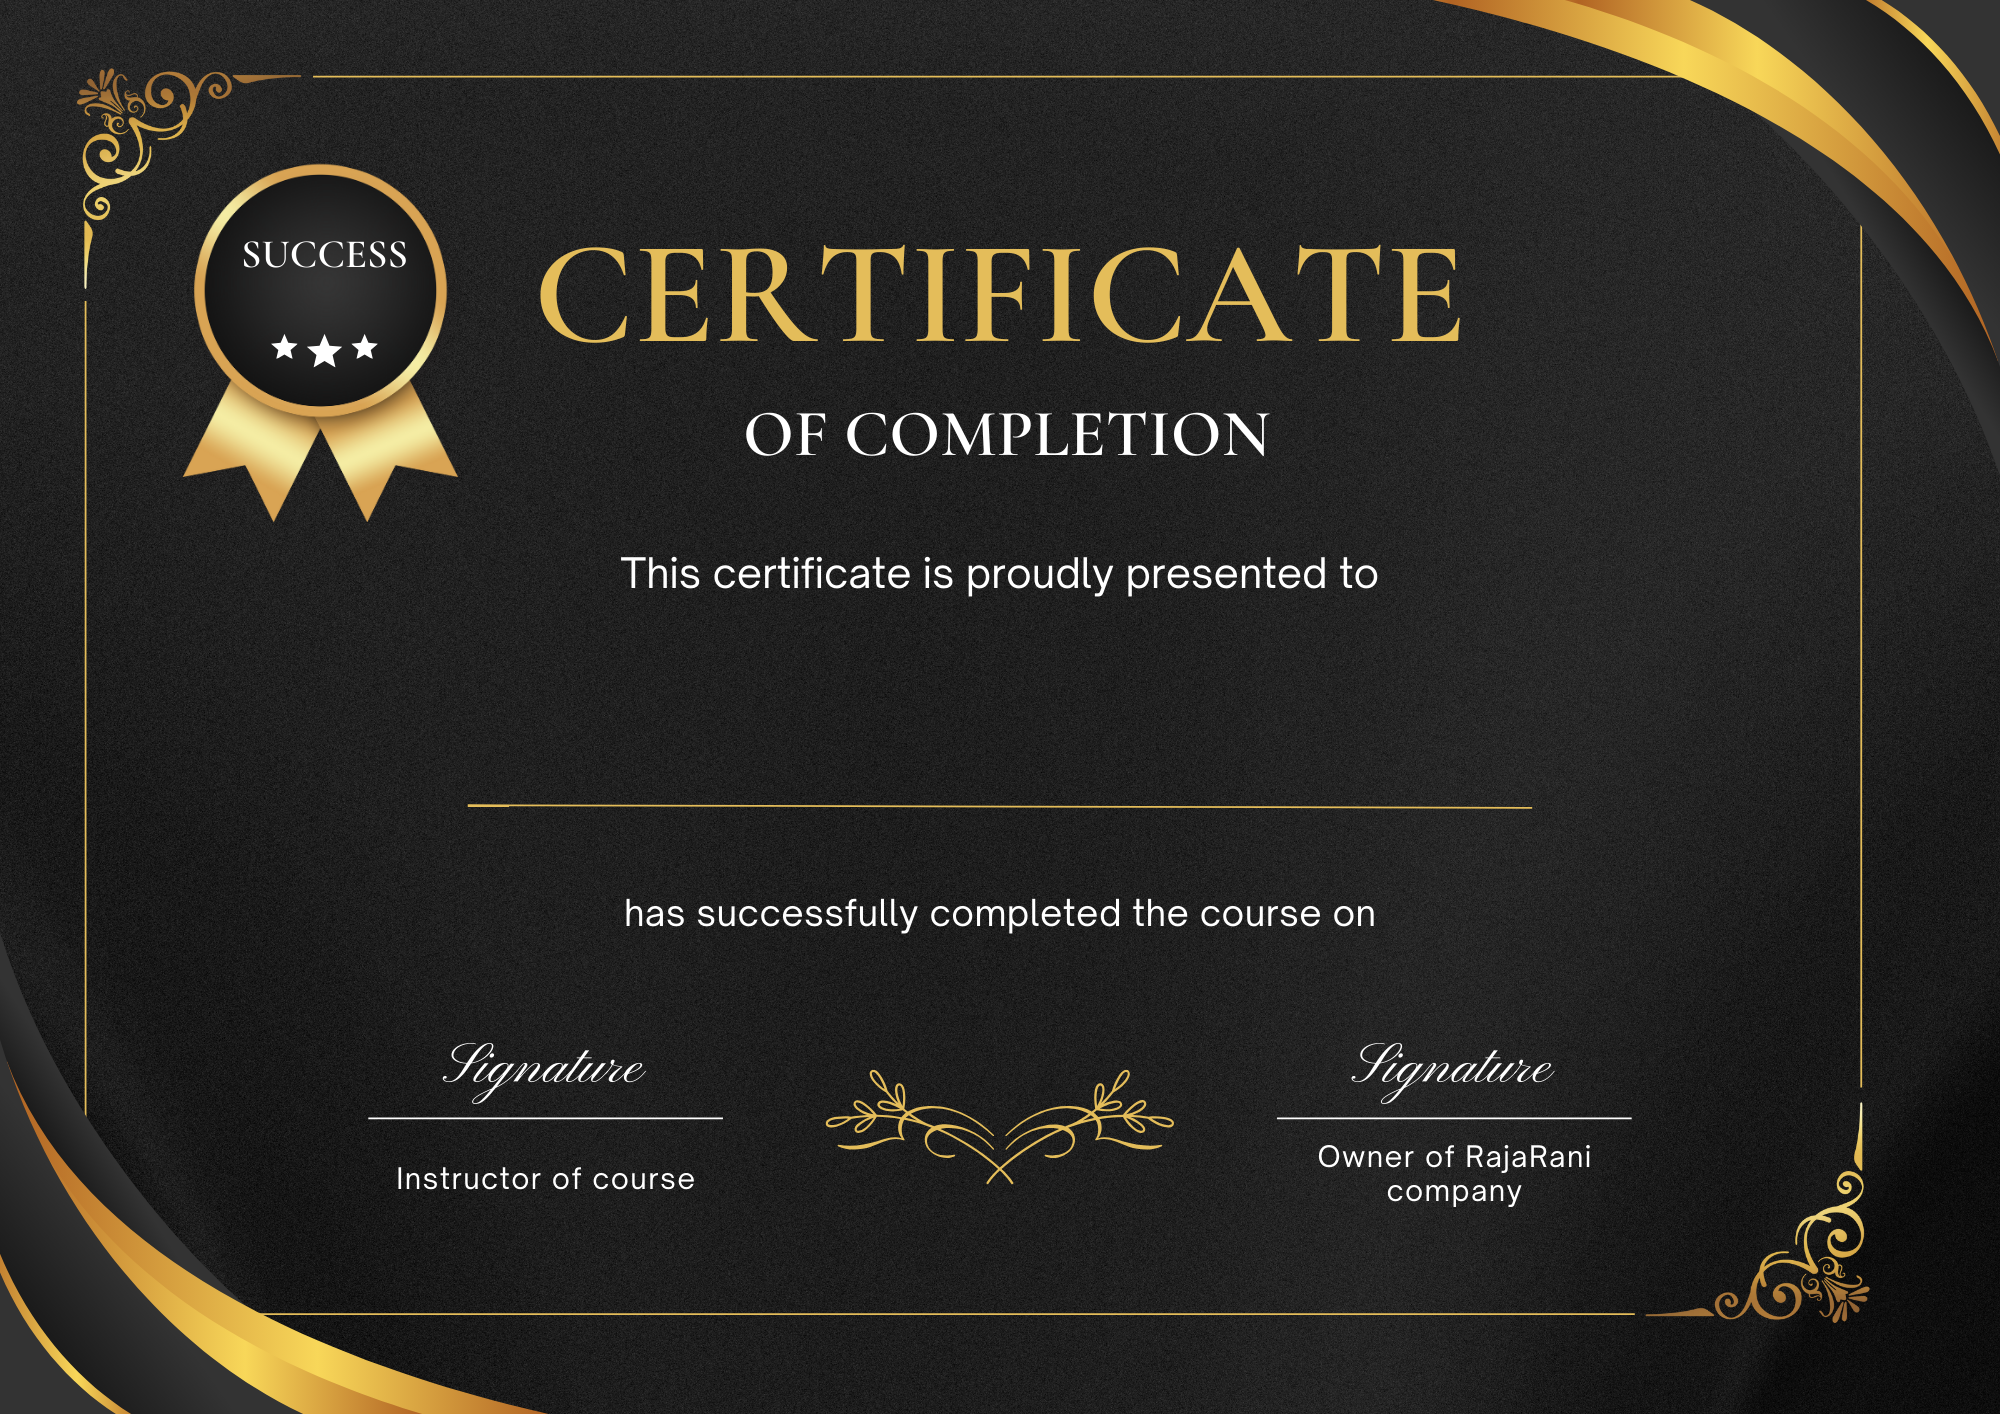 SUCCESS
CERTIFICATE
OF COMPLETION
This certificate is proudly presented to
has successfully completed the course on
Signature
Instructor of course
Signature
Owner of RajaRani
company